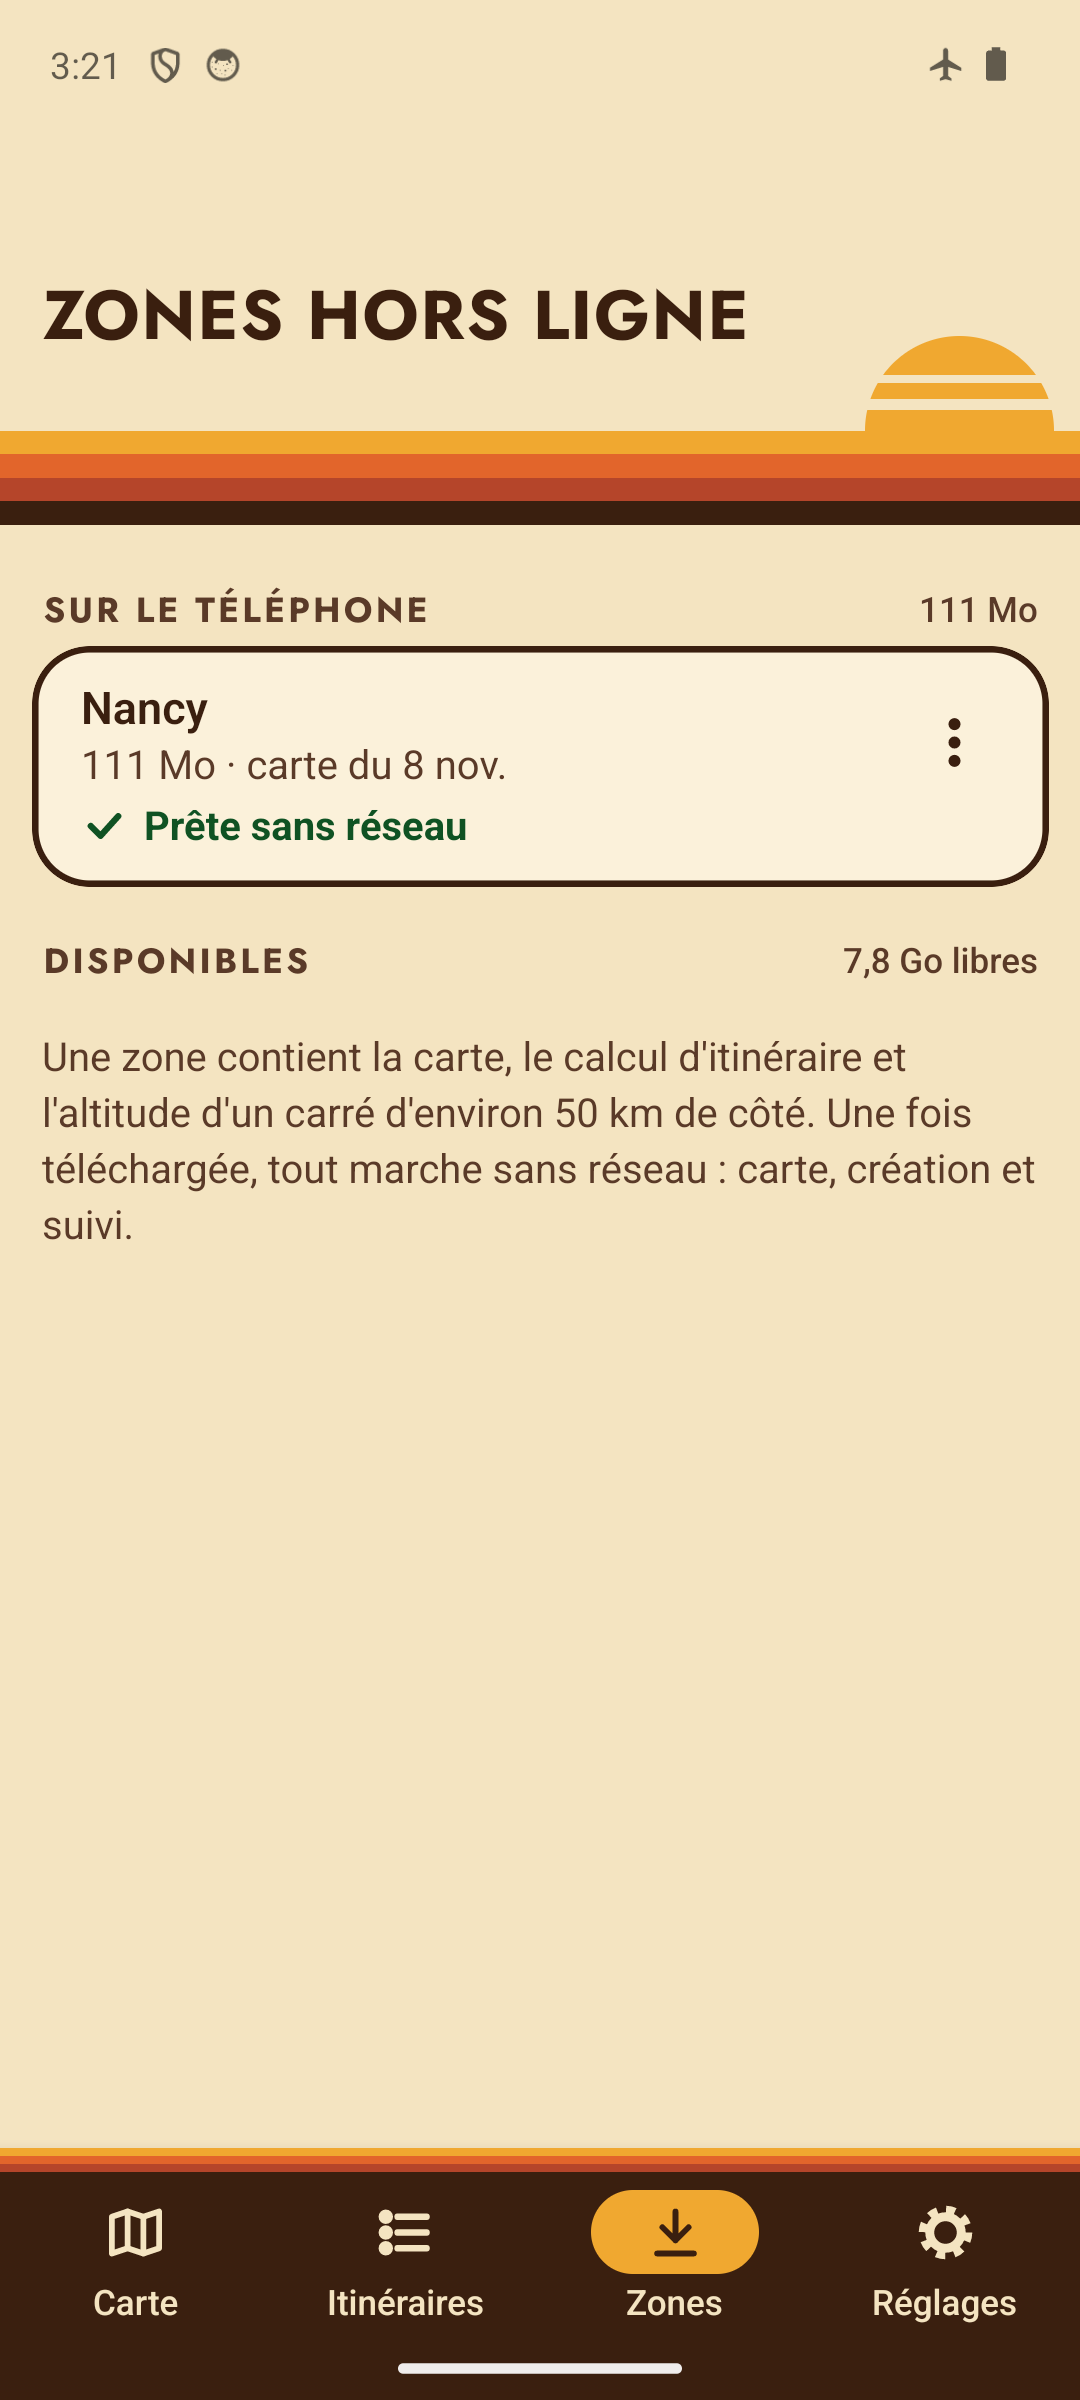 3:21
ZONES HORS LIGNE
SUR LE TÉLÉPHONE
111 Mo
Nancy
111 Mo · carte du 8 nov.
Prête sans réseau
DISPONIBLES
7,8 Go libres
Une zone contient la carte, le calcul d'itinéraire et
l'altitude d'un carré d'environ 50 km de côté. Une fois
téléchargée, tout marche sans réseau : carte, création et
suivi.
Carte
Itinéraires
Zones
Réglages